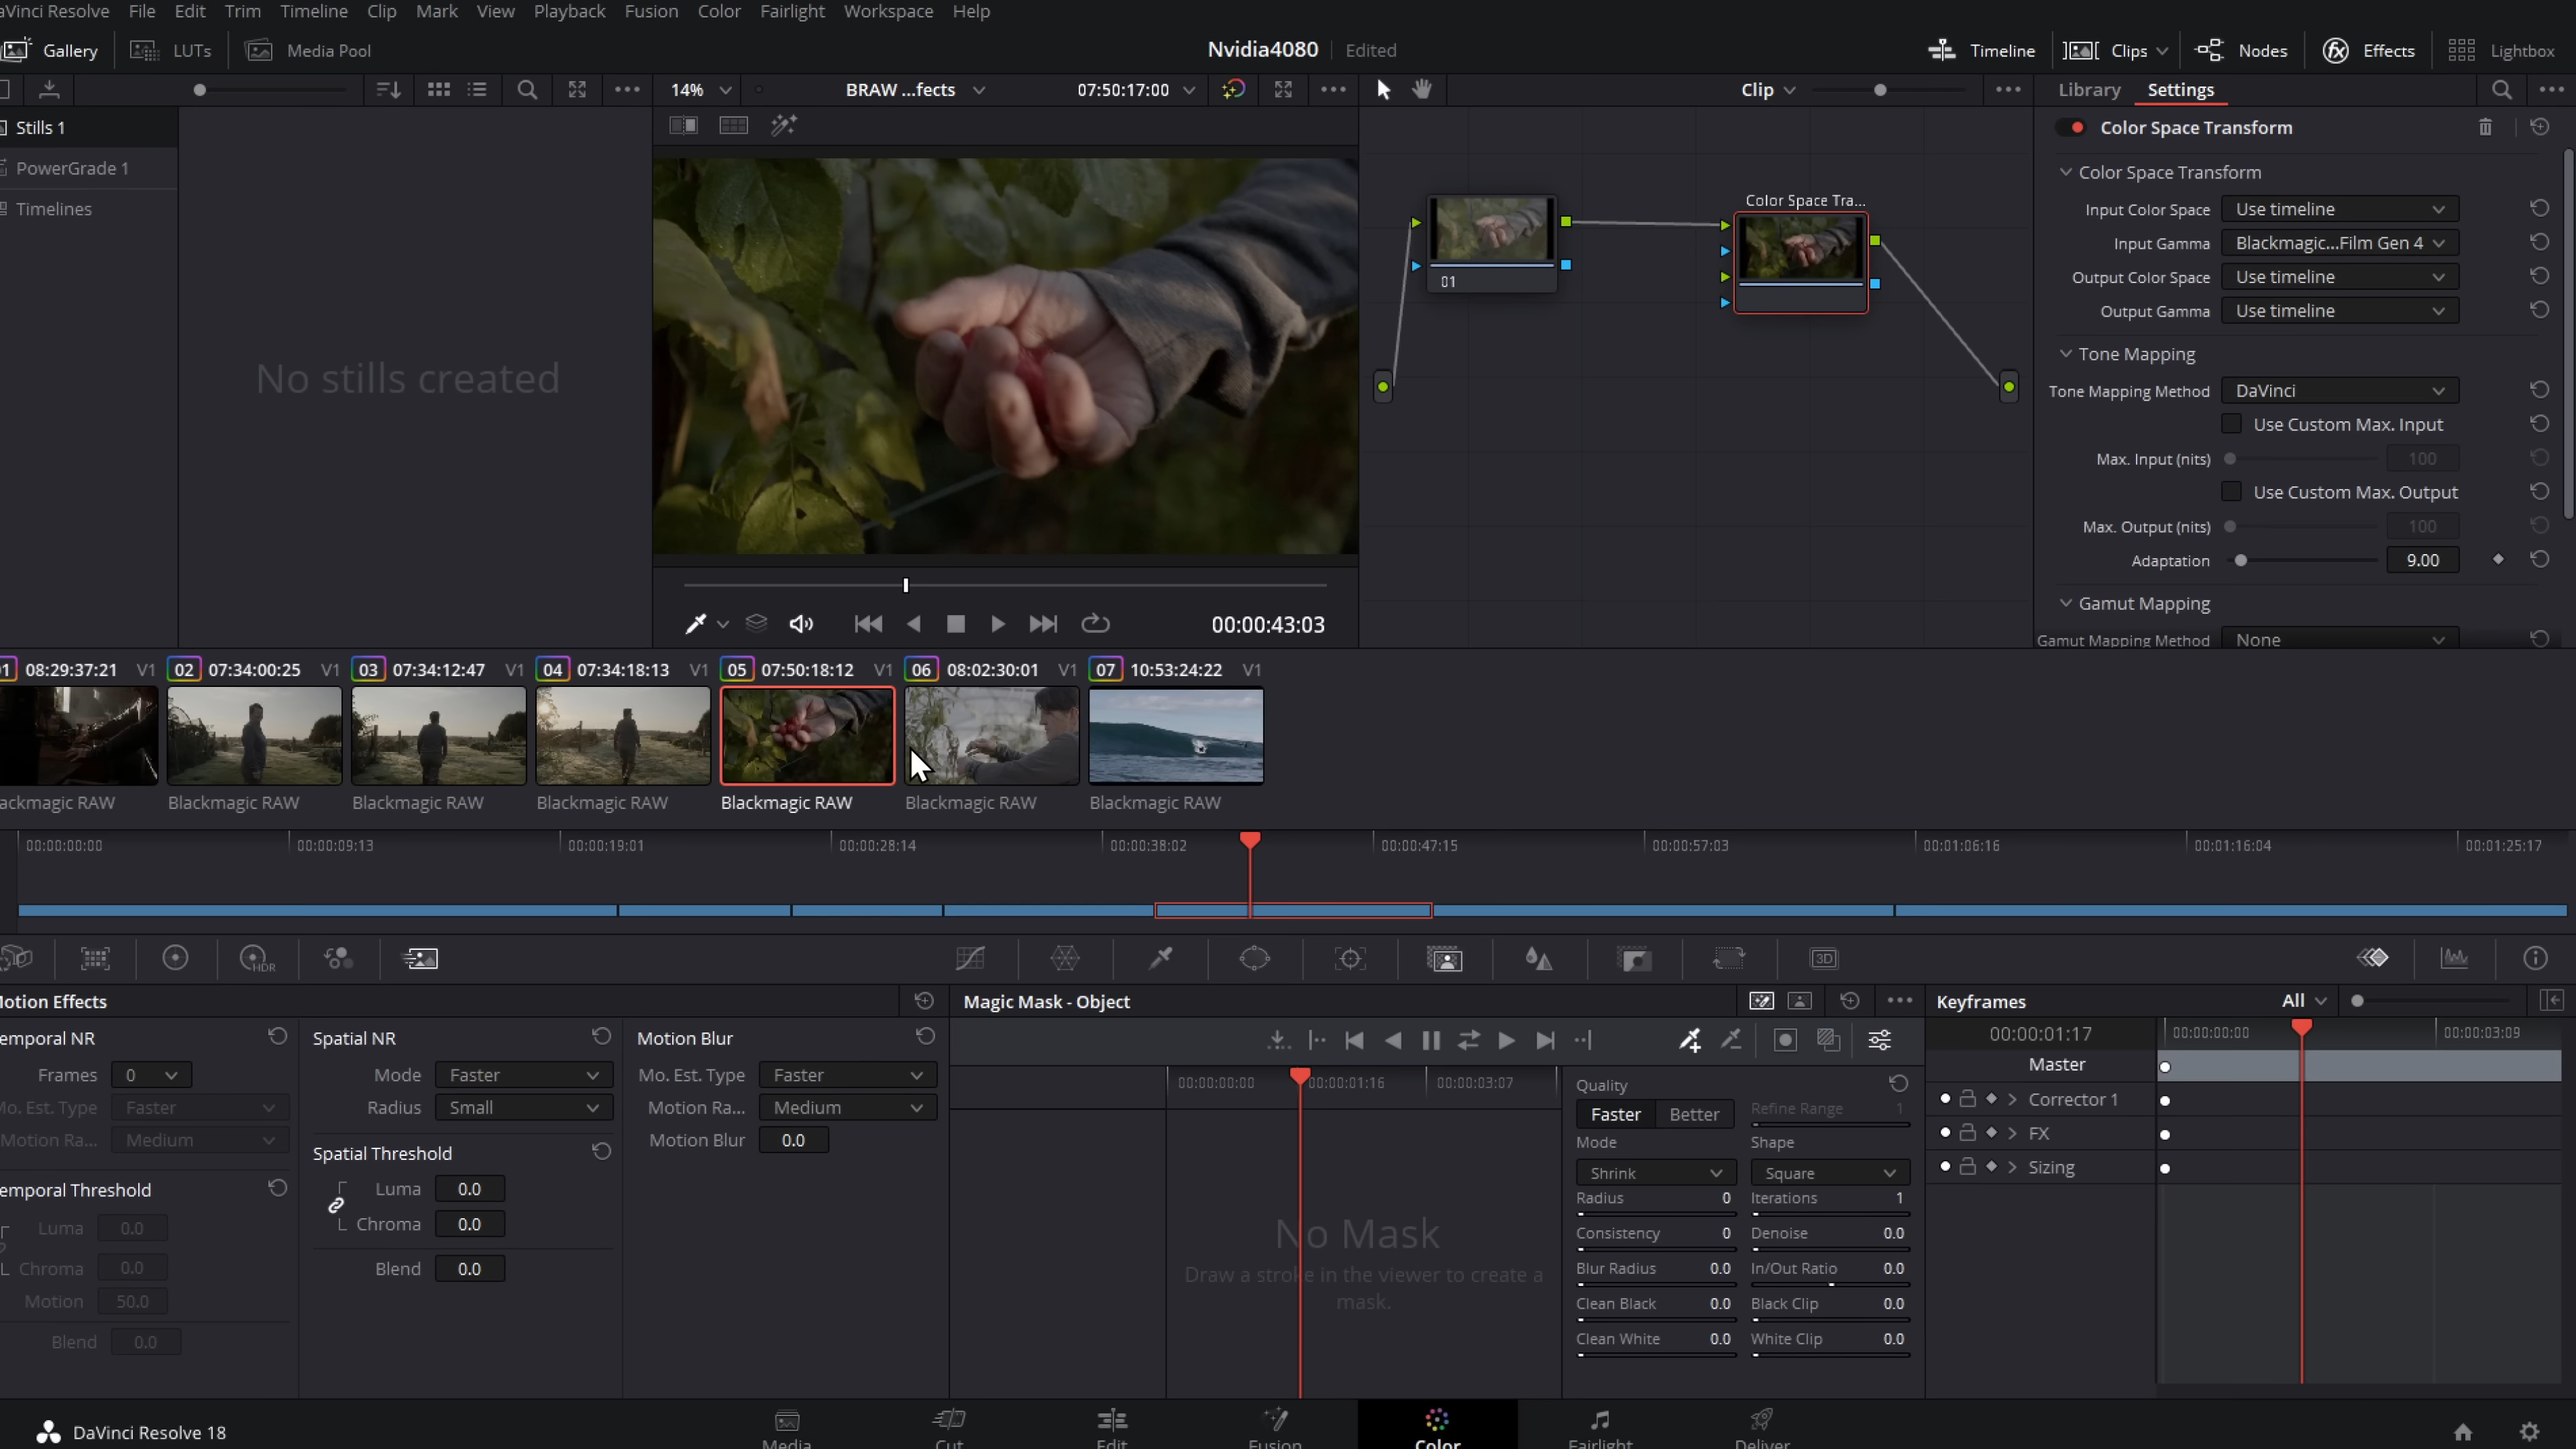 aVinci Resolve File Edit Trim Timeline Clip Mark View Playback Fusion Color Fairlight Workspace Help
Gallery LUTs Media Pool Nvidia4080 Edited Timeline Clips Nodes Effects Lightbox
14% BRAW ...fects 07:50:17:00 Clip Library Settings
Stills 1
PowerGrade 1
Timelines
No stills created
00:00:43:03
01
Color Space Tra...
Color Space Transform
Color Space Transform
Input Color Space Use timeline
Input Gamma Blackmagic...Film Gen 4
Output Color Space Use timeline
Output Gamma Use timeline
Tone Mapping
Tone Mapping Method DaVinci
Use Custom Max. Input
Max. Input (nits) 100
Use Custom Max. Output
Max. Output (nits) 100
Adaptation 9.00
Gamut Mapping
Gamut Mapping Method None
1 08:29:37:21 V1 02 07:34:00:25 V1 03 07:34:12:47 V1 04 07:34:18:13 V1 05 07:50:18:12 V1 06 08:02:30:01 V1 07 10:53:24:22 V1
ackmagic RAW Blackmagic RAW Blackmagic RAW Blackmagic RAW Blackmagic RAW Blackmagic RAW Blackmagic RAW
00:00:00:00 00:00:09:13 00:00:19:01 00:00:28:14 00:00:38:02 00:00:47:15 00:00:57:03 00:01:06:16 00:01:16:04 00:01:25:17
HDR 3D
Motion Effects
emporal NR
Frames 0
Mo. Est. Type Faster
Motion Ra... Medium
emporal Threshold
Luma 0.0
Chroma 0.0
Motion 50.0
Blend 0.0
Spatial NR
Mode Faster
Radius Small
Spatial Threshold
Luma 0.0
Chroma 0.0
Blend 0.0
Motion Blur
Mo. Est. Type Faster
Motion Ra... Medium
Motion Blur 0.0
Magic Mask - Object
00:00:00:00 00:00:01:16 00:00:03:07
No Mask
Draw a stroke in the viewer to create a
mask.
Quality
Faster Better Refine Range 1
Mode Shape
Shrink Square
Radius 0 Iterations 1
Consistency 0 Denoise 0.0
Blur Radius 0.0 In/Out Ratio 0.0
Clean Black 0.0 Black Clip 0.0
Clean White 0.0 White Clip 0.0
Keyframes All
00:00:01:17 00:00:00:00 00:00:03:09
Master
Corrector 1
FX
Sizing
DaVinci Resolve 18 Media Cut Edit Fusion Color Fairlight Deliver